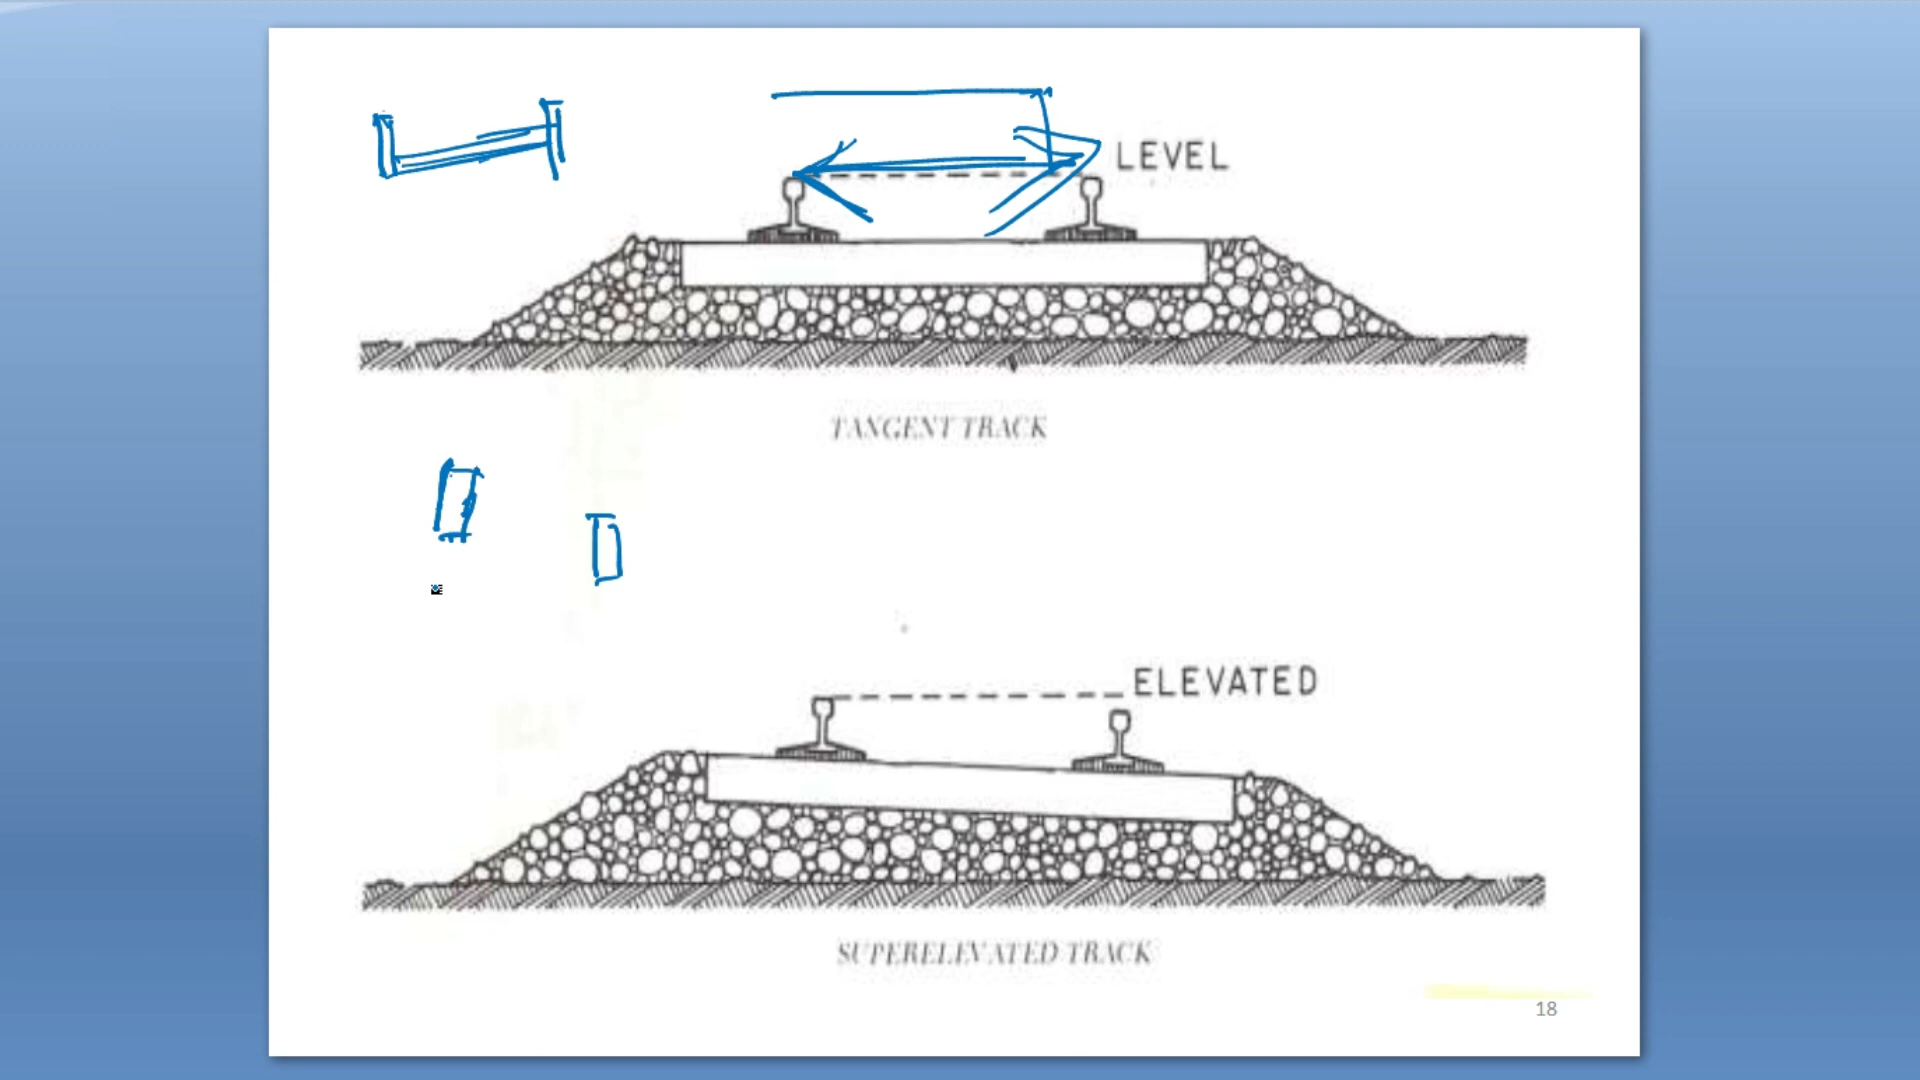 LEVEL
TANGENT TRACK
ELEVATED
SUPERELEVATED TRACK
18